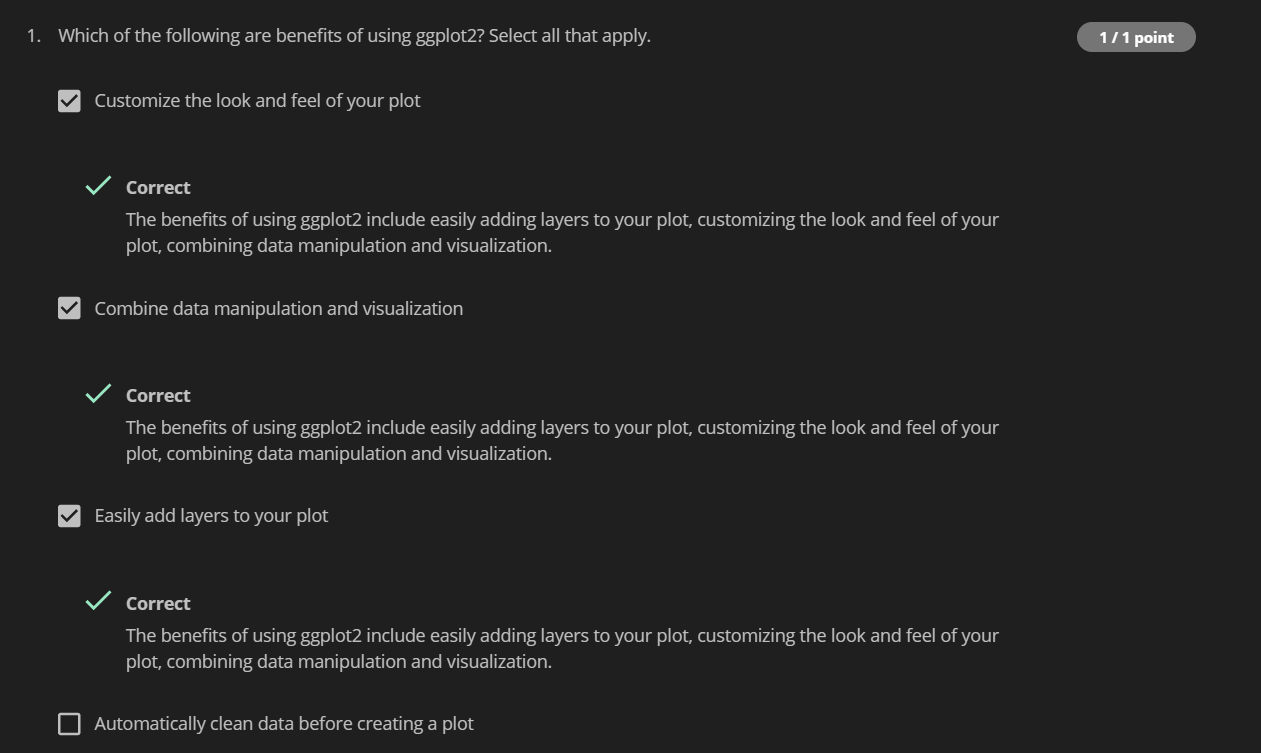 1. Which of the following are benefits of using ggplot2? Select all that apply.
1 / 1 point
Customize the look and feel of your plot
Correct
The benefits of using ggplot2 include easily adding layers to your plot, customizing the look and feel of your
plot, combining data manipulation and visualization.
Combine data manipulation and visualization
Correct
The benefits of using ggplot2 include easily adding layers to your plot, customizing the look and feel of your
plot, combining data manipulation and visualization.
Easily add layers to your plot
Correct
The benefits of using ggplot2 include easily adding layers to your plot, customizing the look and feel of your
plot, combining data manipulation and visualization.
Automatically clean data before creating a plot